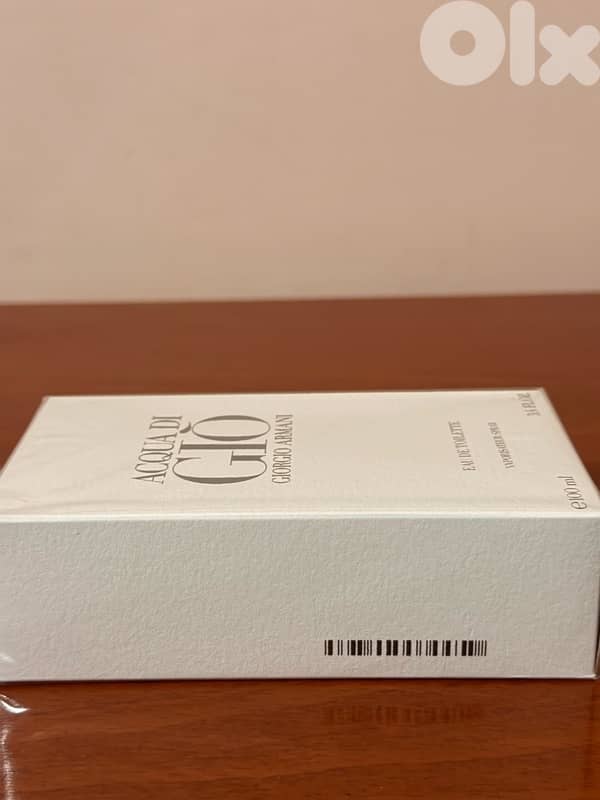 Olx
ACQUA DI
GIÒ
GIORGIO ARMANI
EAU DE TOILETTE
VAPORISATEUR-SPRAY
e100 ml
3.4 FL.OZ.